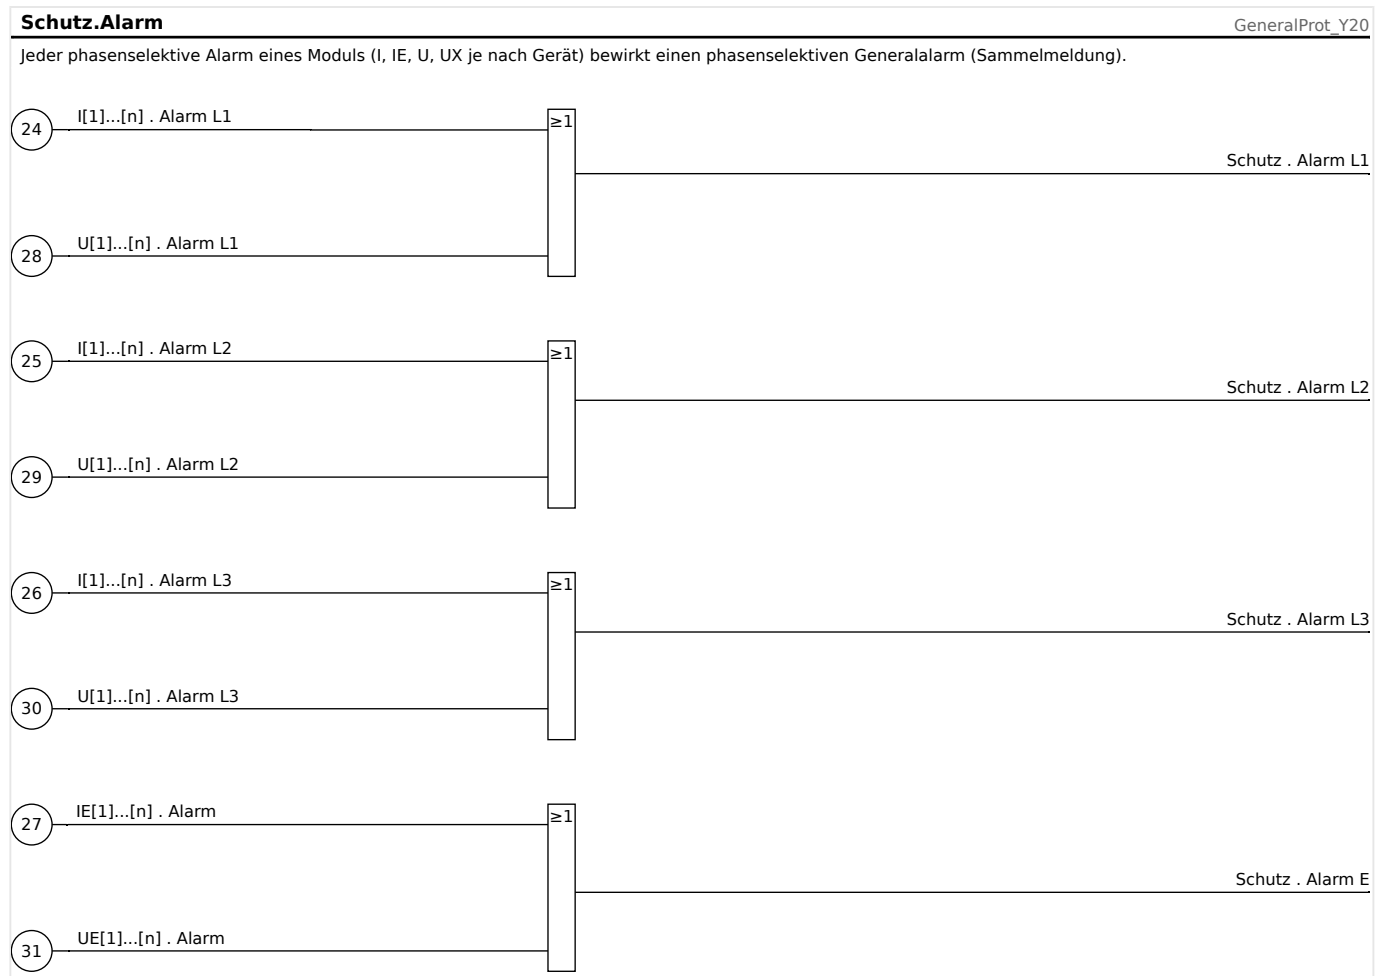 Schutz.Alarm
GeneralProt_Y20
Jeder phasenselektive Alarm eines Moduls (I, IE, U, UX je nach Gerät) bewirkt einen phasenselektiven Generalalarm (Sammelmeldung).
24
I[1]...[n] . Alarm L1
≥1
Schutz . Alarm L1
28
U[1]...[n] . Alarm L1
25
I[1]...[n] . Alarm L2
≥1
Schutz . Alarm L2
29
U[1]...[n] . Alarm L2
26
I[1]...[n] . Alarm L3
≥1
Schutz . Alarm L3
30
U[1]...[n] . Alarm L3
27
IE[1]...[n] . Alarm
≥1
Schutz . Alarm E
31
UE[1]...[n] . Alarm